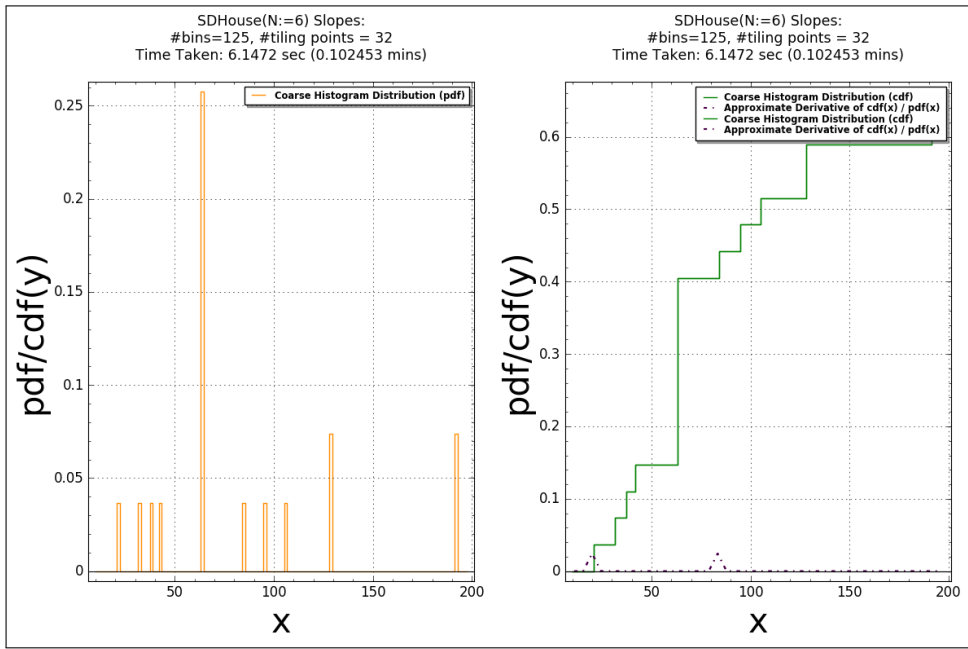 SDHouse(N:=6) Slopes:
#bins=125, #tiling points = 32
Time Taken: 6.1472 sec (0.102453 mins)
Coarse Histogram Distribution (pdf)
0.25
0.2
0.15
0.1
0.05
0
50
100
150
200
pdf/cdf(y)
x
SDHouse(N:=6) Slopes:
#bins=125, #tiling points = 32
Time Taken: 6.1472 sec (0.102453 mins)
Coarse Histogram Distribution (cdf)
Approximate Derivative of cdf(x) / pdf(x)
Coarse Histogram Distribution (cdf)
Approximate Derivative of cdf(x) / pdf(x)
0.6
0.5
0.4
0.3
0.2
0.1
0
50
100
150
200
pdf/cdf(y)
x